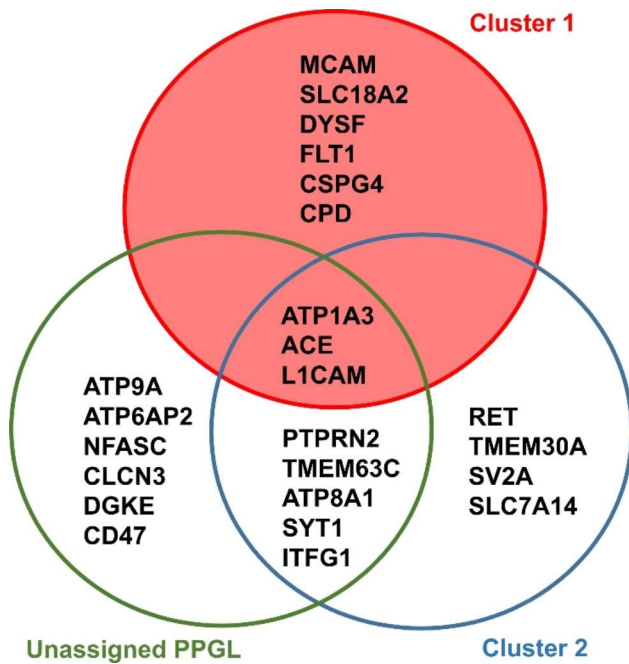 Cluster 1
MCAM
SLC18A2
DYSF
FLT1
CSPG4
CPD
ATP1A3
ACE
L1CAM
ATP9A
ATP6AP2
NFASC
CLCN3
DGKE
CD47
PTPRN2
TMEM63C
ATP8A1
SYT1
ITFG1
RET
TMEM30A
SV2A
SLC7A14
Unassigned PPGL
Cluster 2